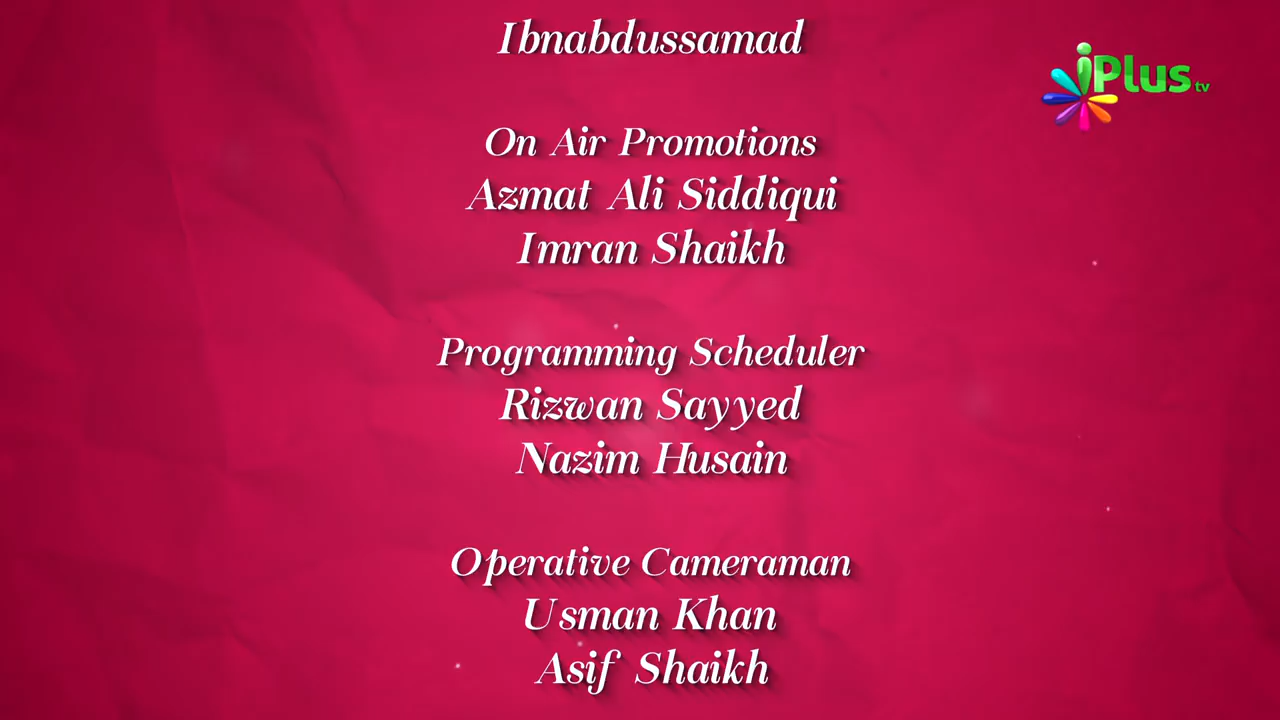 Ibnabdussamad
iPlus tv
On Air Promotions
Azmat Ali Siddiqui
Imran Shaikh
Programming Scheduler
Rizwan Sayyed
Nazim Husain
Operative Cameraman
Usman Khan
Asif Shaikh